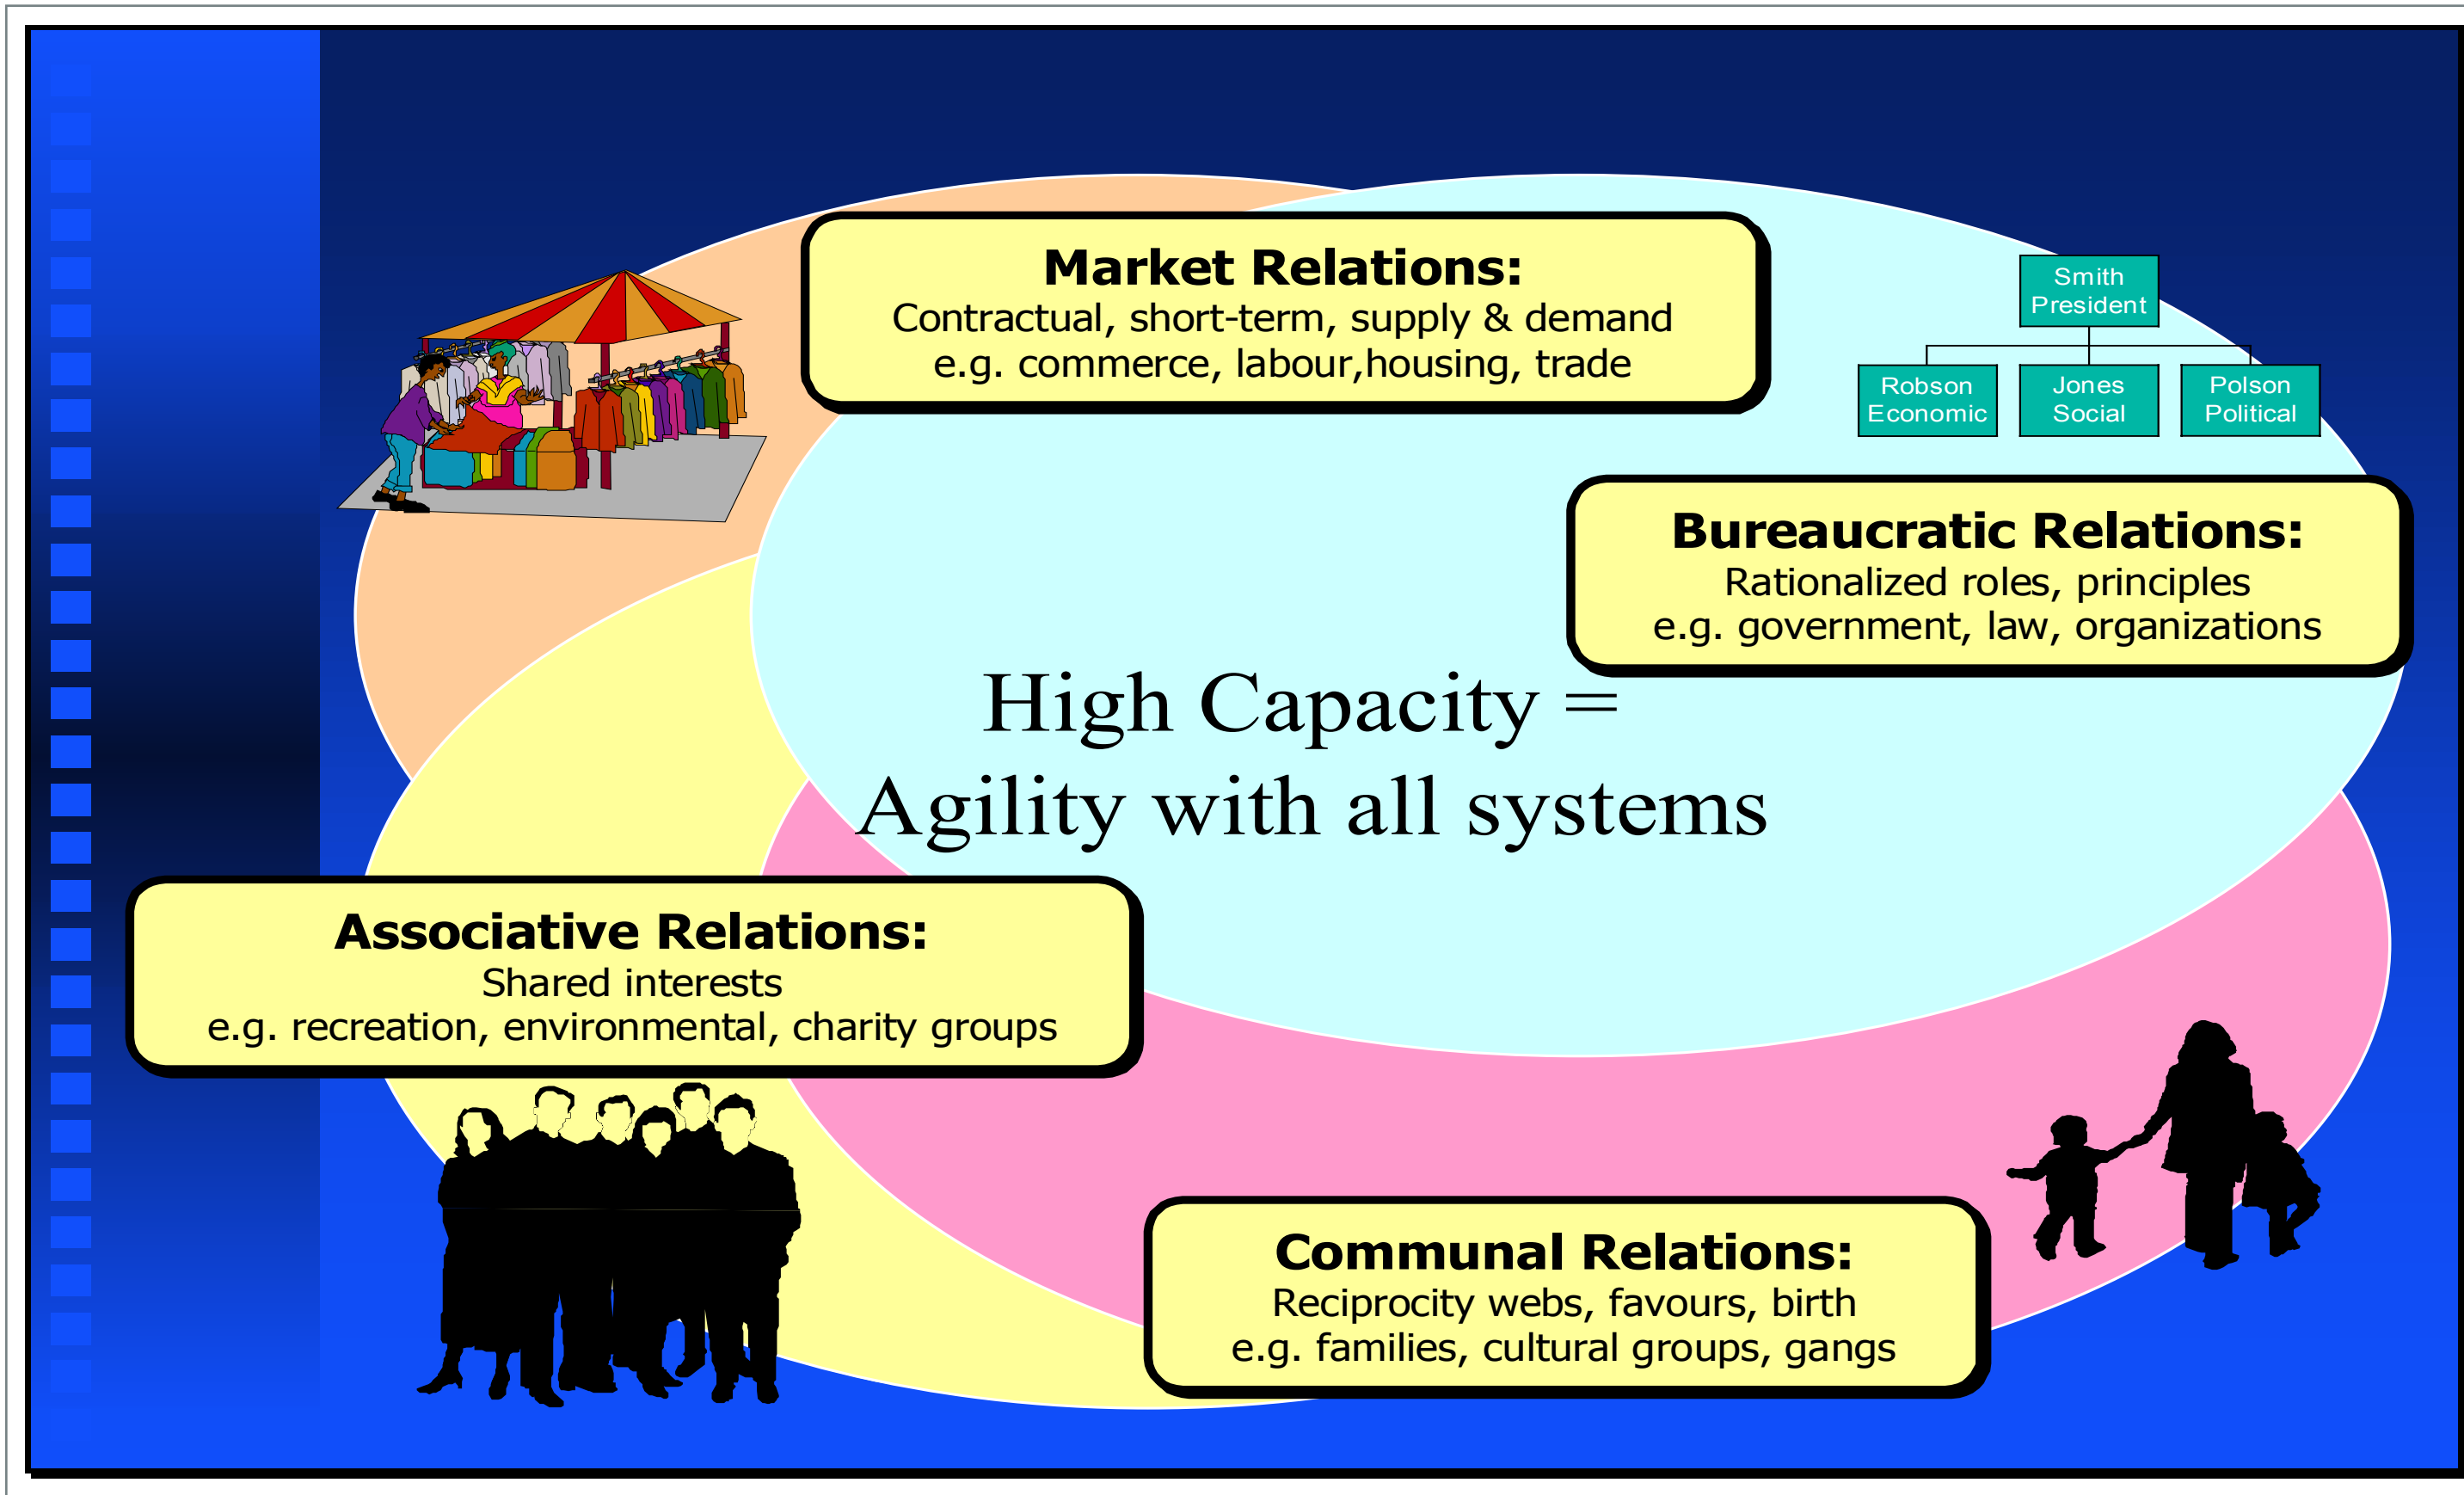 Market Relations:
Contractual, short-term, supply & demand
e.g. commerce, labour,housing, trade
Smith
President
Robson
Economic
Jones
Social
Polson
Political
Bureaucratic Relations:
Rationalized roles, principles
e.g. government, law, organizations
High Capacity =
Agility with all systems
Associative Relations:
Shared interests
e.g. recreation, environmental, charity groups
Communal Relations:
Reciprocity webs, favours, birth
e.g. families, cultural groups, gangs